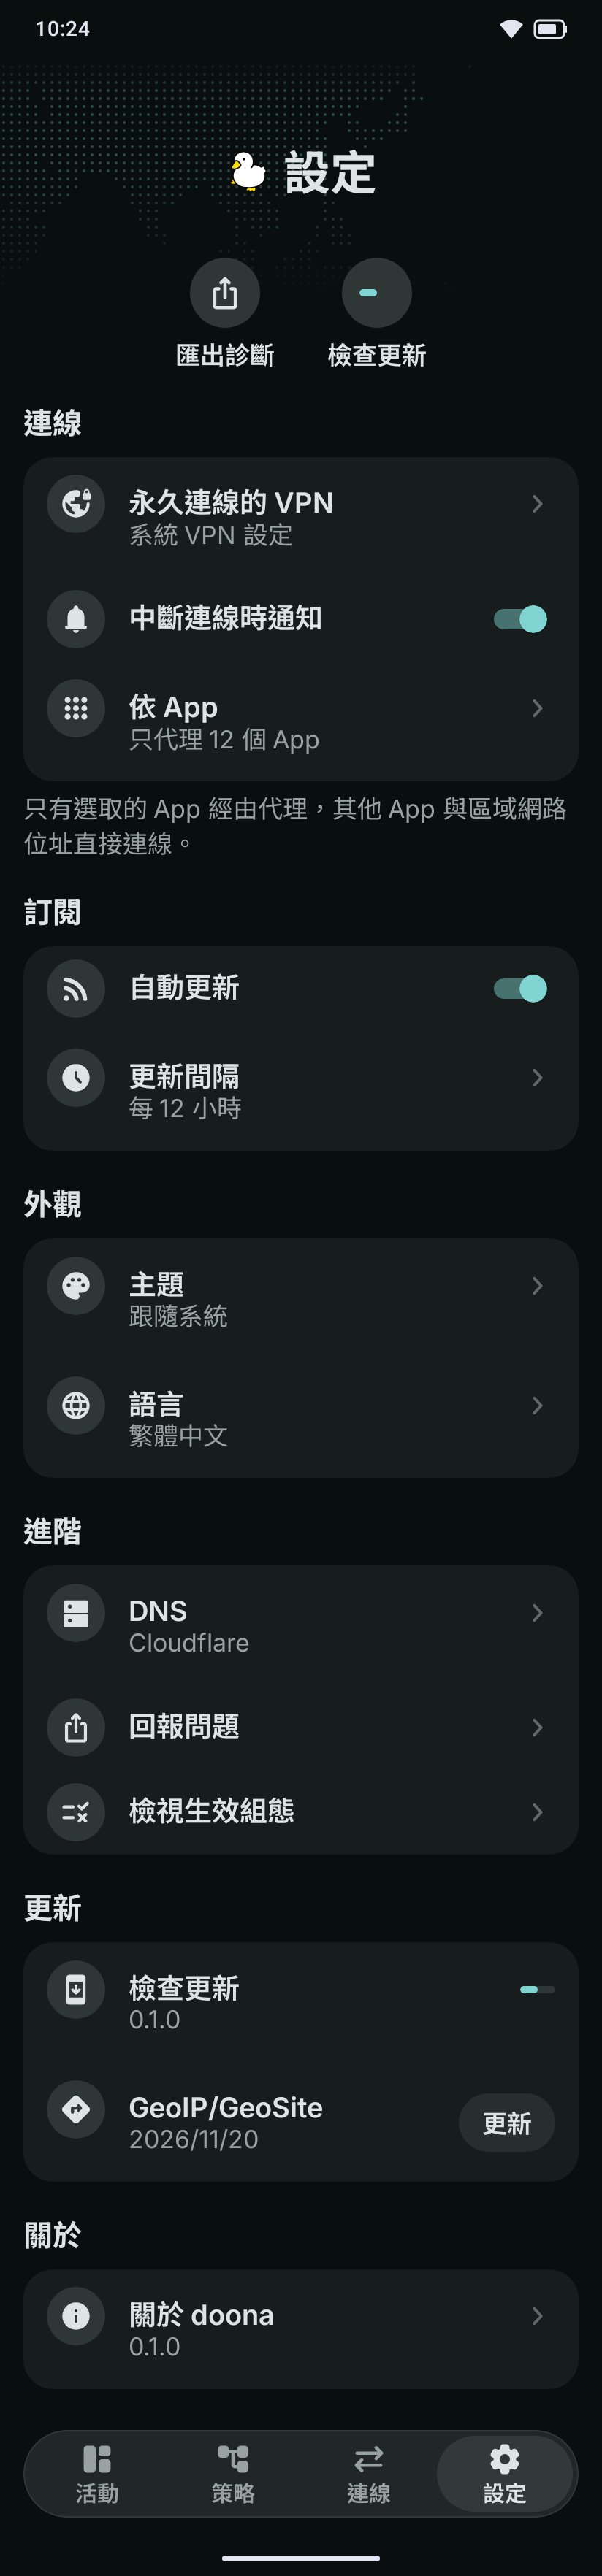 10:24
設定
匯出診斷
檢查更新
連線
永久連線的 VPN
系統 VPN 設定
中斷連線時通知
依 App
只代理 12 個 App
只有選取的 App 經由代理，其他 App 與區域網路
位址直接連線。
訂閱
自動更新
更新間隔
每 12 小時
外觀
主題
跟隨系統
語言
繁體中文
進階
DNS
Cloudflare
回報問題
檢視生效組態
更新
檢查更新
0.1.0
GeoIP/GeoSite
2026/11/20
更新
關於
關於 doona
0.1.0
活動
策略
連線
設定